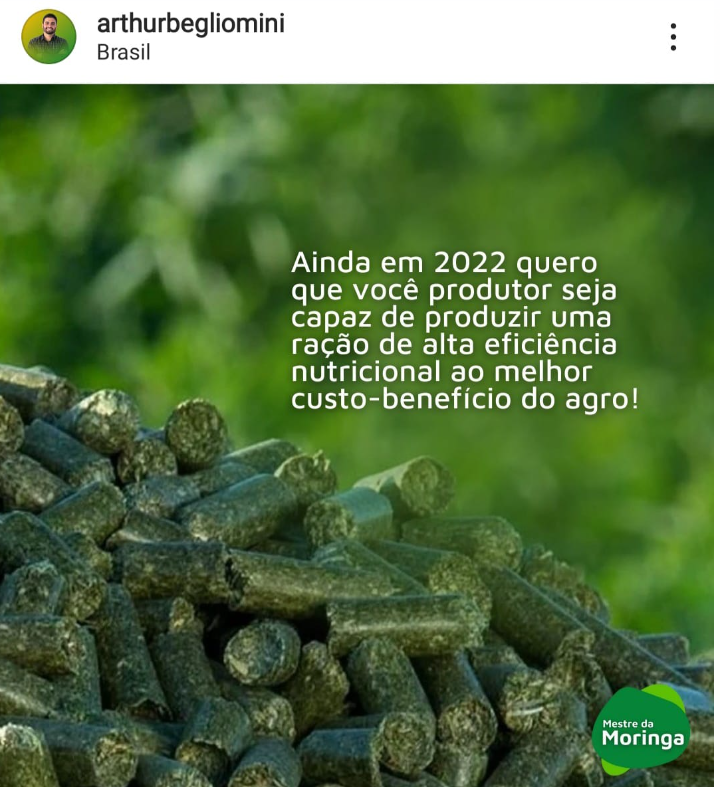 arthurbegliomini
Brasil
Ainda em 2022 quero
que você produtor seja
capaz de produzir uma
ração de alta eficiência
nutricional ao melhor
custo-benefício do agro!
Mestre da
Moringa